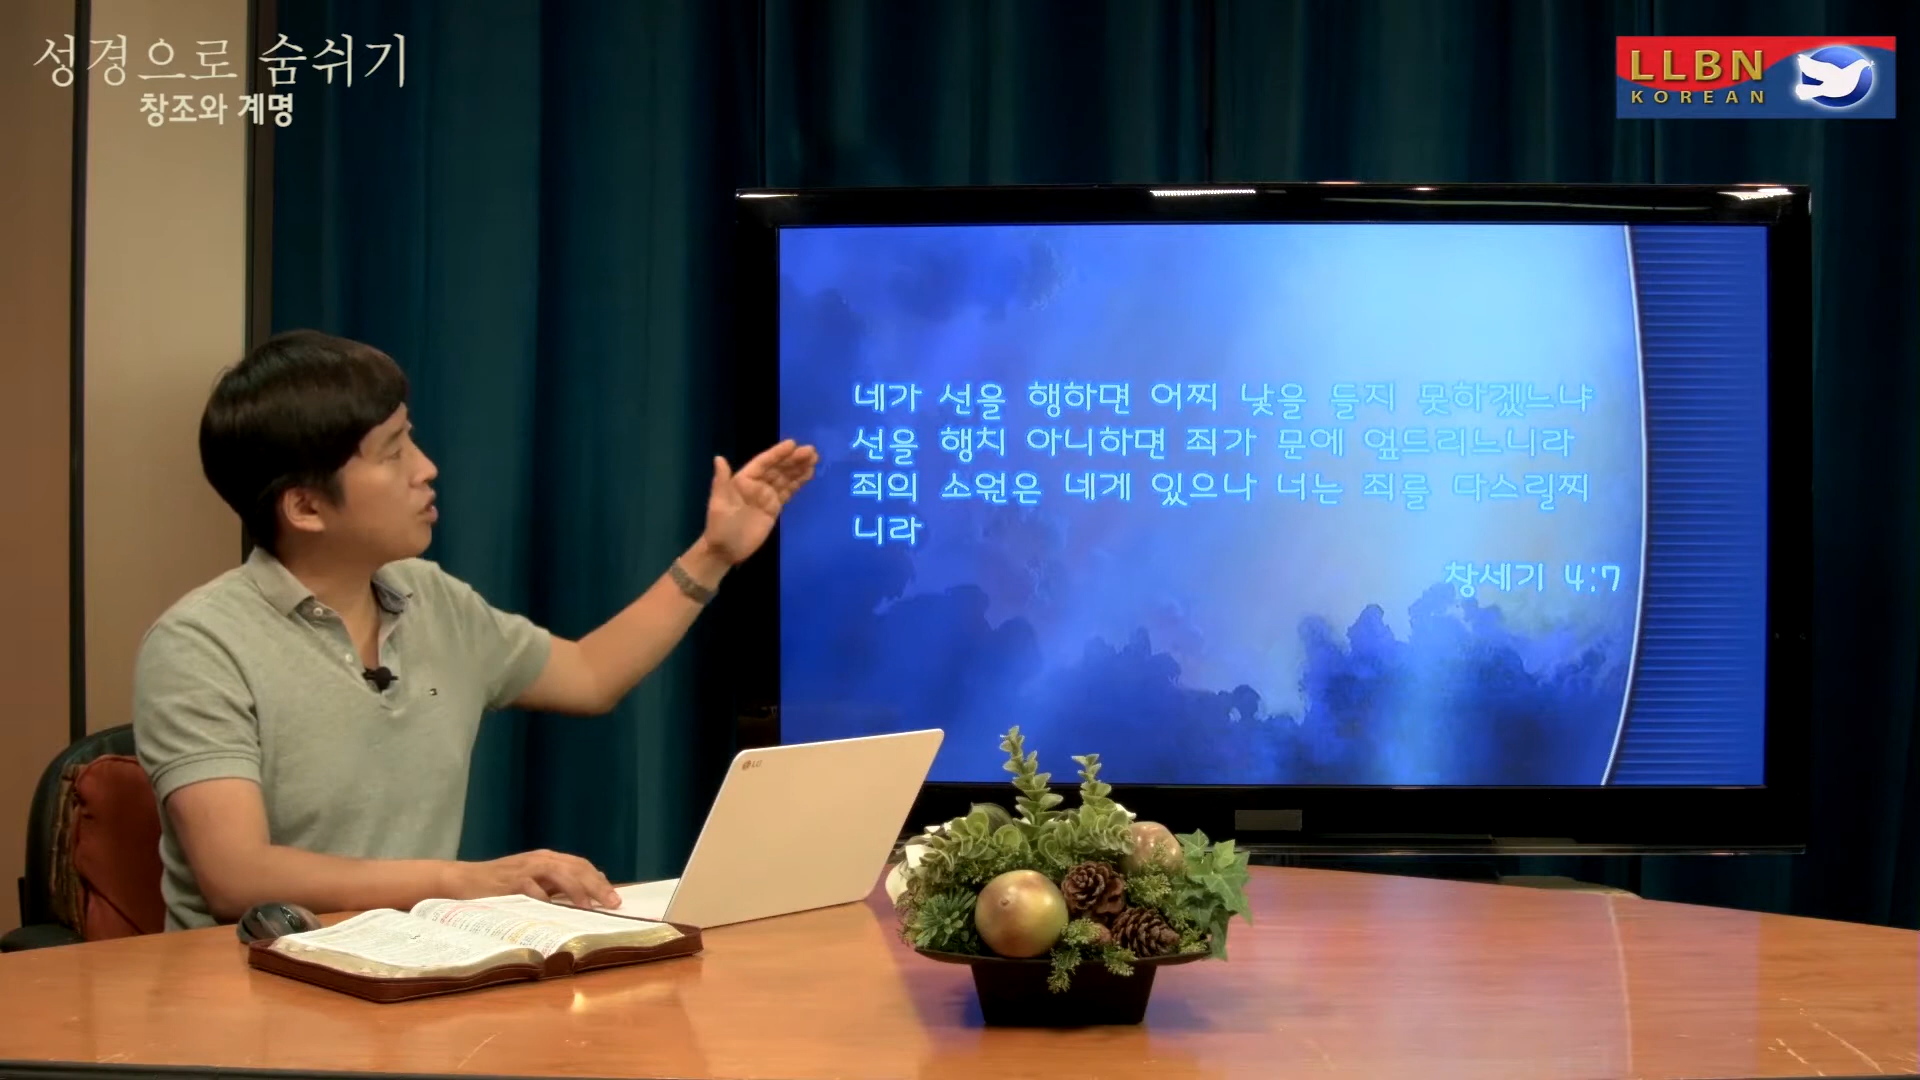 성경으로 숨쉬기
창조와 계명
LLBN
KOREAN
네가 선을 행하면 어찌 낯을 들지 못하겠느냐
선을 행치 아니하면 죄가 문에 엎드리느니라
죄의 소원은 네게 있으나 너는 죄를 다스릴찌
니라
창세기 4:7
LG